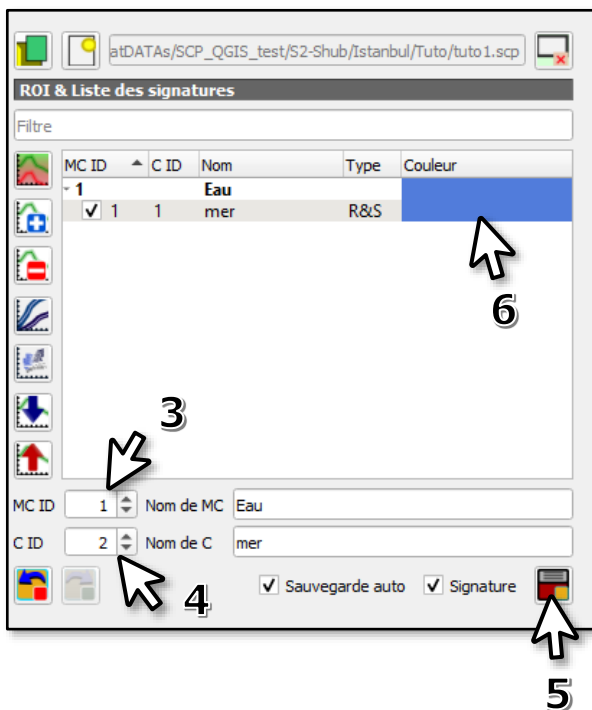 atDATAs/SCP_QGIS_test/S2-Shub/Istanbul/Tuto/tuto1.scp
ROI & Liste des signatures
Filtre
MC ID C ID Nom Type Couleur
1 Eau
1 1 mer R&S
6
3
MC ID 1 Nom de MC Eau
C ID 2 Nom de C mer
4
Sauvegarde auto Signature
5